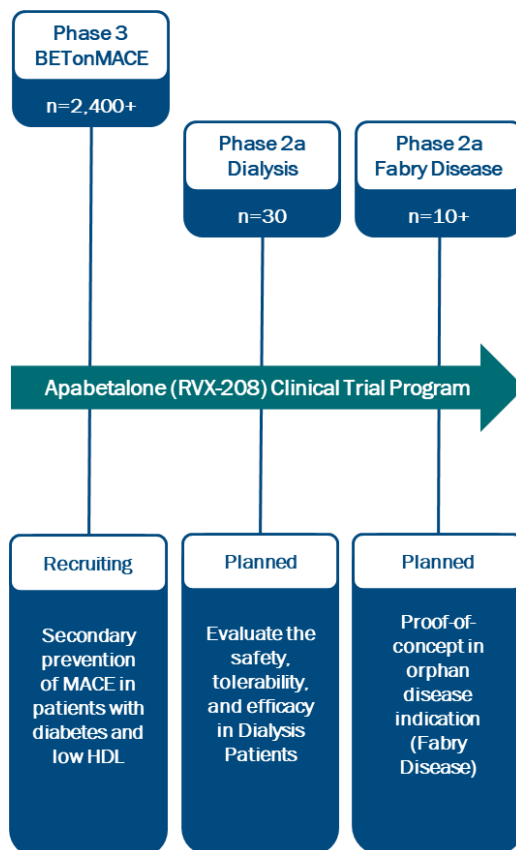 Phase 3
BETonMACE
n=2,400+
Phase 2a
Dialysis
n=30
Phase 2a
Fabry Disease
n=10+
Apabetalone (RVX-208) Clinical Trial Program
Recruiting
Secondary
prevention
of MACE in
patients with
diabetes and
low HDL
Planned
Evaluate the
safety,
tolerability,
and efficacy
in Dialysis
Patients
Planned
Proof-of-
concept in
orphan
disease
indication
(Fabry
Disease)